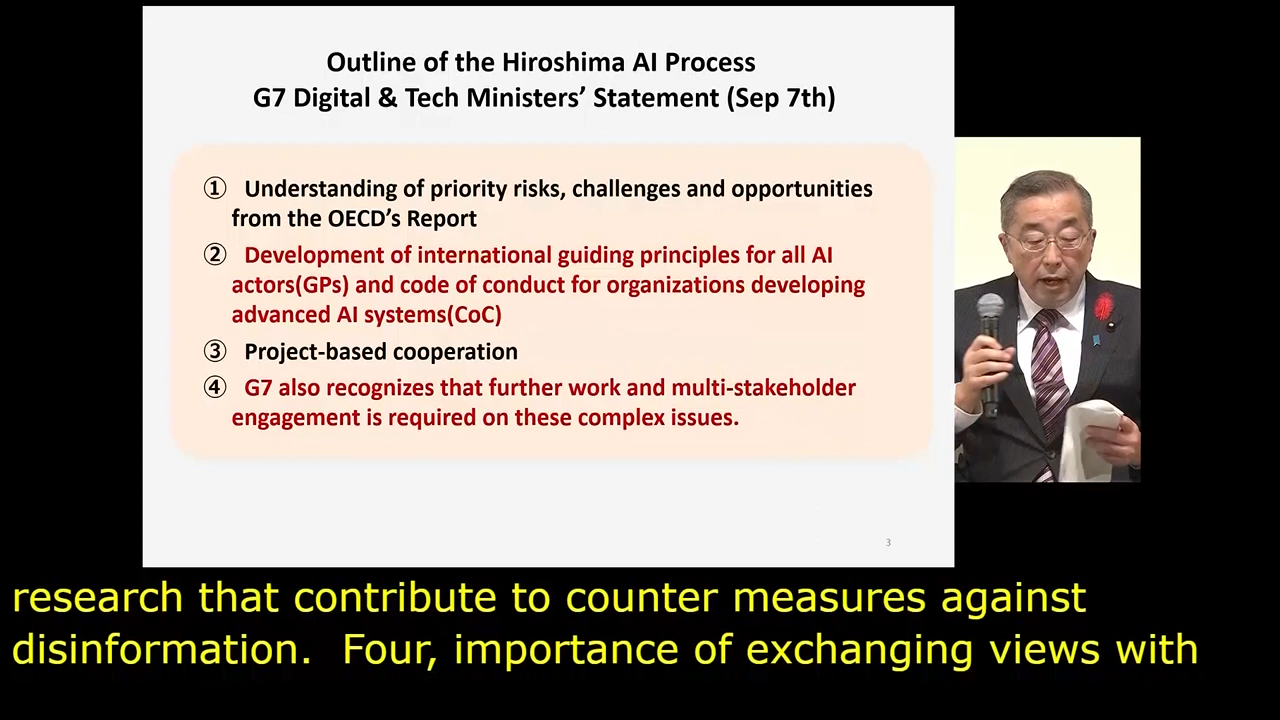 Outline of the Hiroshima AI Process
G7 Digital & Tech Ministers’ Statement (Sep 7th)
① Understanding of priority risks, challenges and opportunities
from the OECD’s Report
② Development of international guiding principles for all AI
actors(GPs) and code of conduct for organizations developing
advanced AI systems(CoC)
③ Project-based cooperation
④ G7 also recognizes that further work and multi-stakeholder
engagement is required on these complex issues.
3
research that contribute to counter measures against
disinformation.  Four, importance of exchanging views with